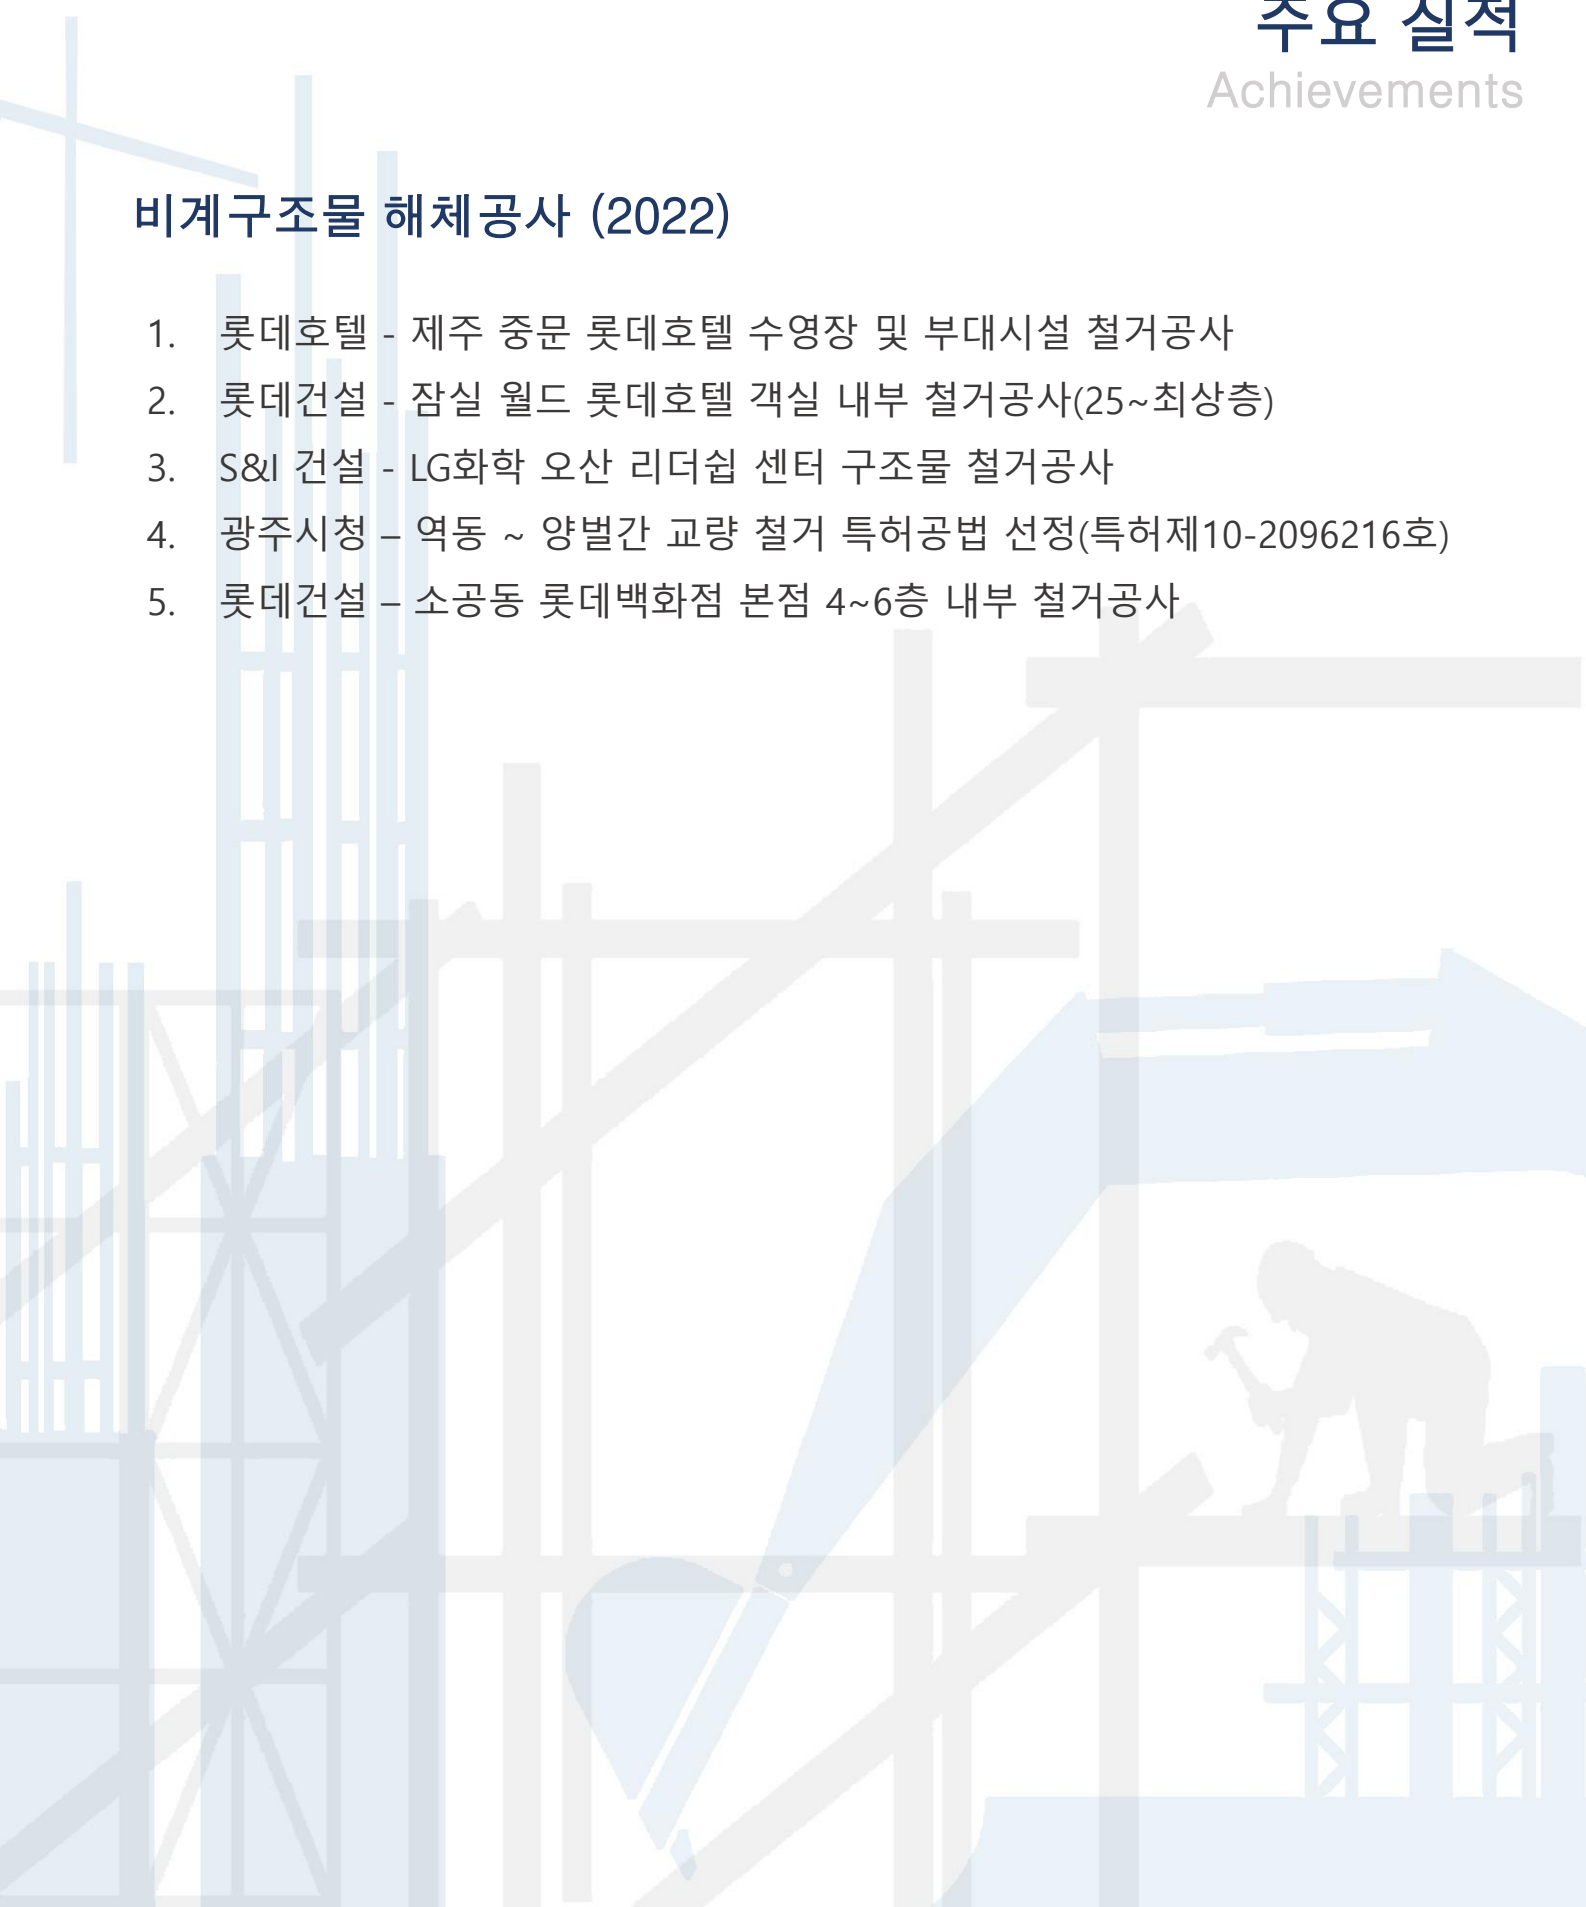 주요 실적
Achievements
비계구조물 해체공사 (2022)
1. 롯데호텔 - 제주 중문 롯데호텔 수영장 및 부대시설 철거공사
2. 롯데건설 - 잠실 월드 롯데호텔 객실 내부 철거공사(25~최상층)
3. S&I 건설 - LG화학 오산 리더쉽 센터 구조물 철거공사
4. 광주시청 – 역동 ~ 양벌간 교량 철거 특허공법 선정(특허제10-2096216호)
5. 롯데건설 – 소공동 롯데백화점 본점 4~6층 내부 철거공사